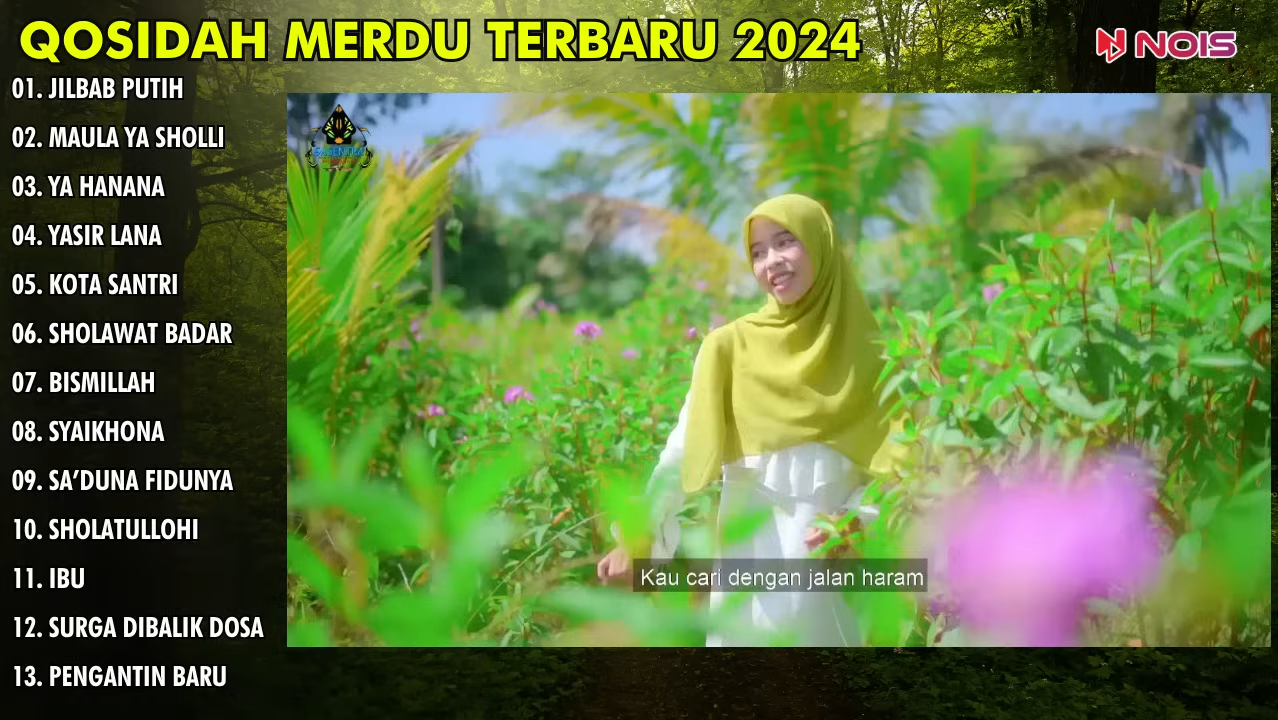 QOSIDAH MERDU TERBARU 2024
NOIS
01. JILBAB PUTIH
02. MAULA YA SHOLLI
03. YA HANANA
04. YASIR LANA
05. KOTA SANTRI
06. SHOLAWAT BADAR
07. BISMILLAH
08. SYAIKHONA
09. SA’DUNA FIDUNYA
10. SHOLATULLOHI
11. IBU
12. SURGA DIBALIK DOSA
13. PENGANTIN BARU
Kau cari dengan jalan haram